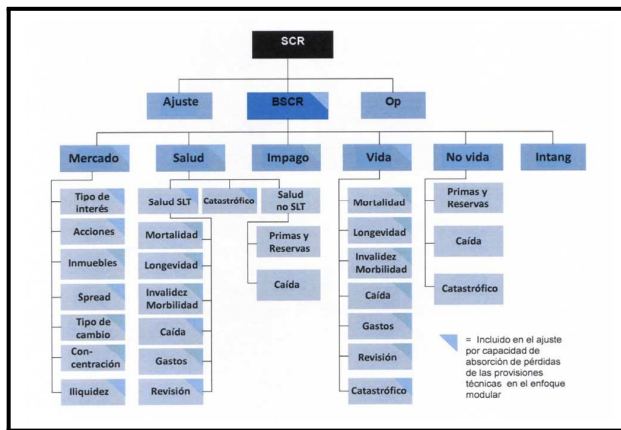 SCR
Ajuste
BSCR
Op
Mercado
Salud
Impago
Vida
No vida
Intang
Tipo de
interés
Acciones
Inmuebles
Spread
Tipo de
cambio
Con-
centración
Iliquidez
Salud SLT
Catastrófico
Salud
no SLT
Mortalidad
Longevidad
Invalidez
Morbilidad
Caída
Gastos
Revisión
Primas y
Reservas
Caída
Mortalidad
Longevidad
Invalidez
Morbilidad
Caída
Gastos
Revisión
Catastrófico
Primas y
Reservas
Caída
Catastrófico
= Incluido en el ajuste
por capacidad de
absorción de pérdidas
de las provisiones
técnicas en el enfoque
modular